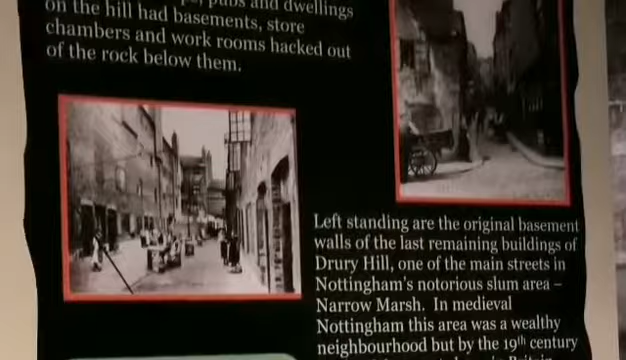 pubs and dwellings
on the hill had basements, store
chambers and work rooms hacked out
of the rock below them.
Left standing are the original basement
walls of the last remaining buildings of
Drury Hill, one of the main streets in
Nottingham's notorious slum area –
Narrow Marsh. In medieval
Nottingham this area was a wealthy
neighbourhood but by the 19th century